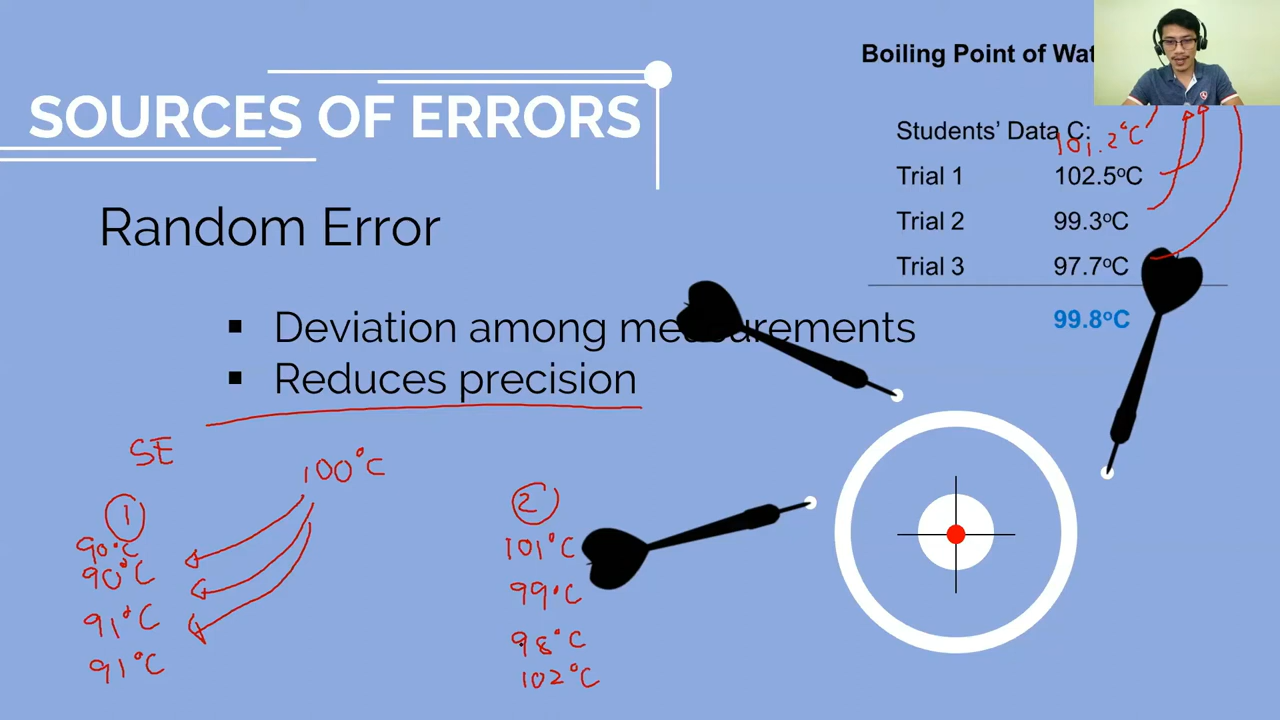 Boiling Point of Wat
SOURCES OF ERRORS
Students’ Data C:
101.2°C
Trial 1 102.5°C
Random Error
Trial 2 99.3°C
Trial 3 97.7°C
99.8°C
▪ Deviation among measurements
▪ Reduces precision
SE
100°C
1
2
90°C
101°C
90°C
99°C
91°C
98°C
91°C
102°C